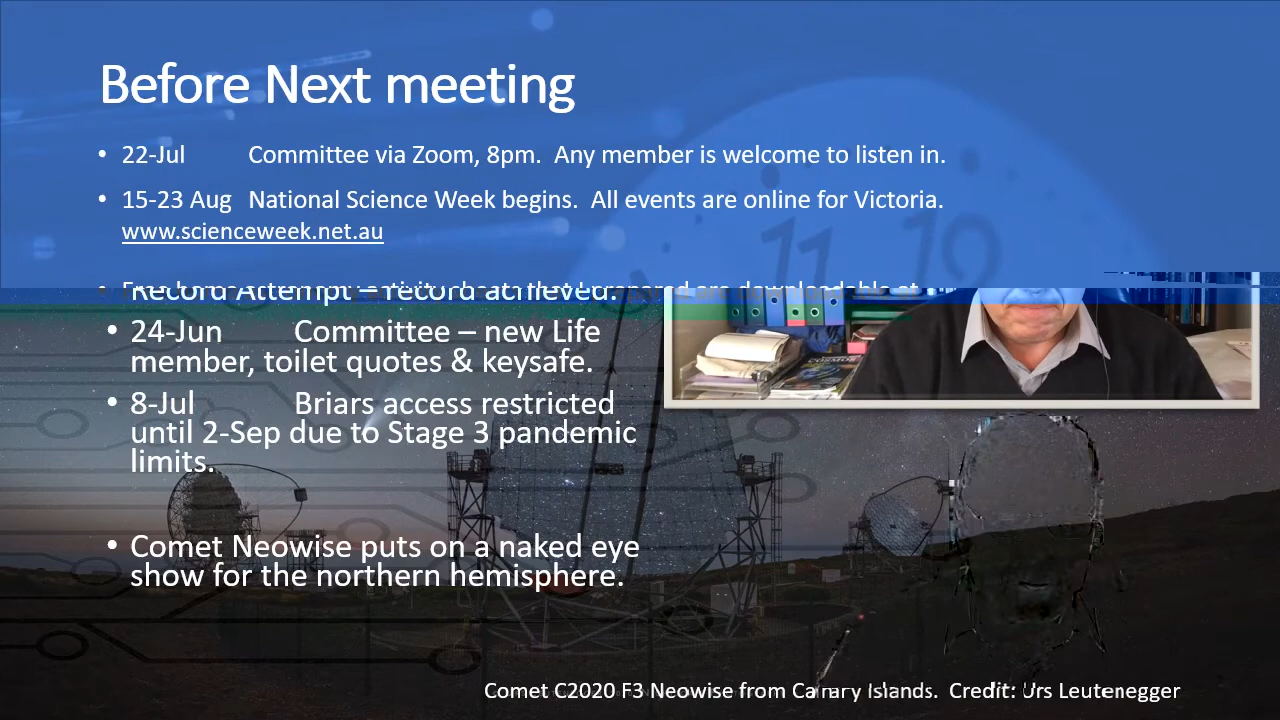 Before Next meeting
• 22-Jul Committee via Zoom, 8pm. Any member is welcome to listen in.
• 15-23 Aug National Science Week begins. All events are online for Victoria.
www.scienceweek.net.au
Record Attempt – record achieved.
• 24-Jun Committee – new Life
member, toilet quotes & keysafe.
• 8-Jul Briars access restricted
until 2-Sep due to Stage 3 pandemic
limits.
• Comet Neowise puts on a naked eye
show for the northern hemisphere.
Comet C2020 F3 Neowise from Canary Islands. Credit: Urs Leutenegger